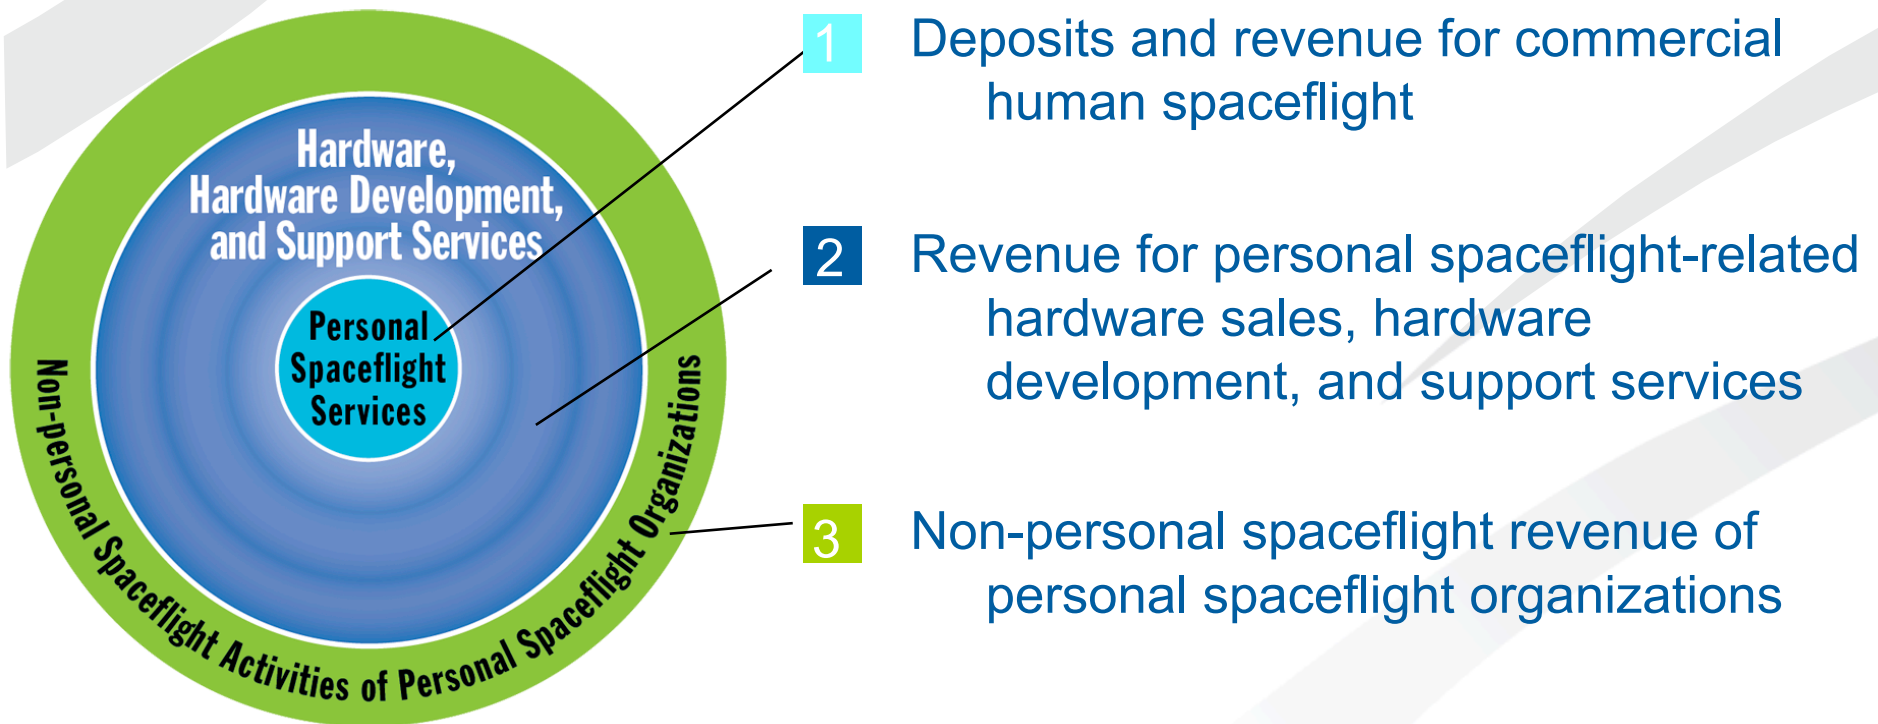 Hardware,
Hardware Development,
and Support Services
Personal
Spaceflight
Services
Non-personal Spaceflight Activities of Personal Spaceflight Organizations
1
Deposits and revenue for commercial
human spaceflight
2
Revenue for personal spaceflight-related
hardware sales, hardware
development, and support services
3
Non-personal spaceflight revenue of
personal spaceflight organizations